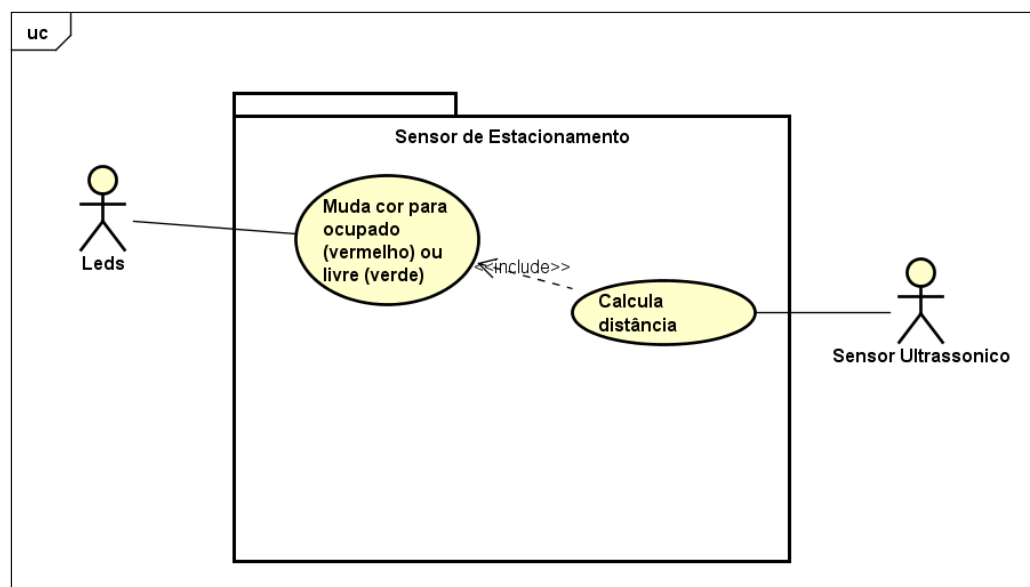 uc
Sensor de Estacionamento
Muda cor para
ocupado
(vermelho) ou
livre (verde)
<<include>>
Leds
Calcula
distância
Sensor Ultrassonico